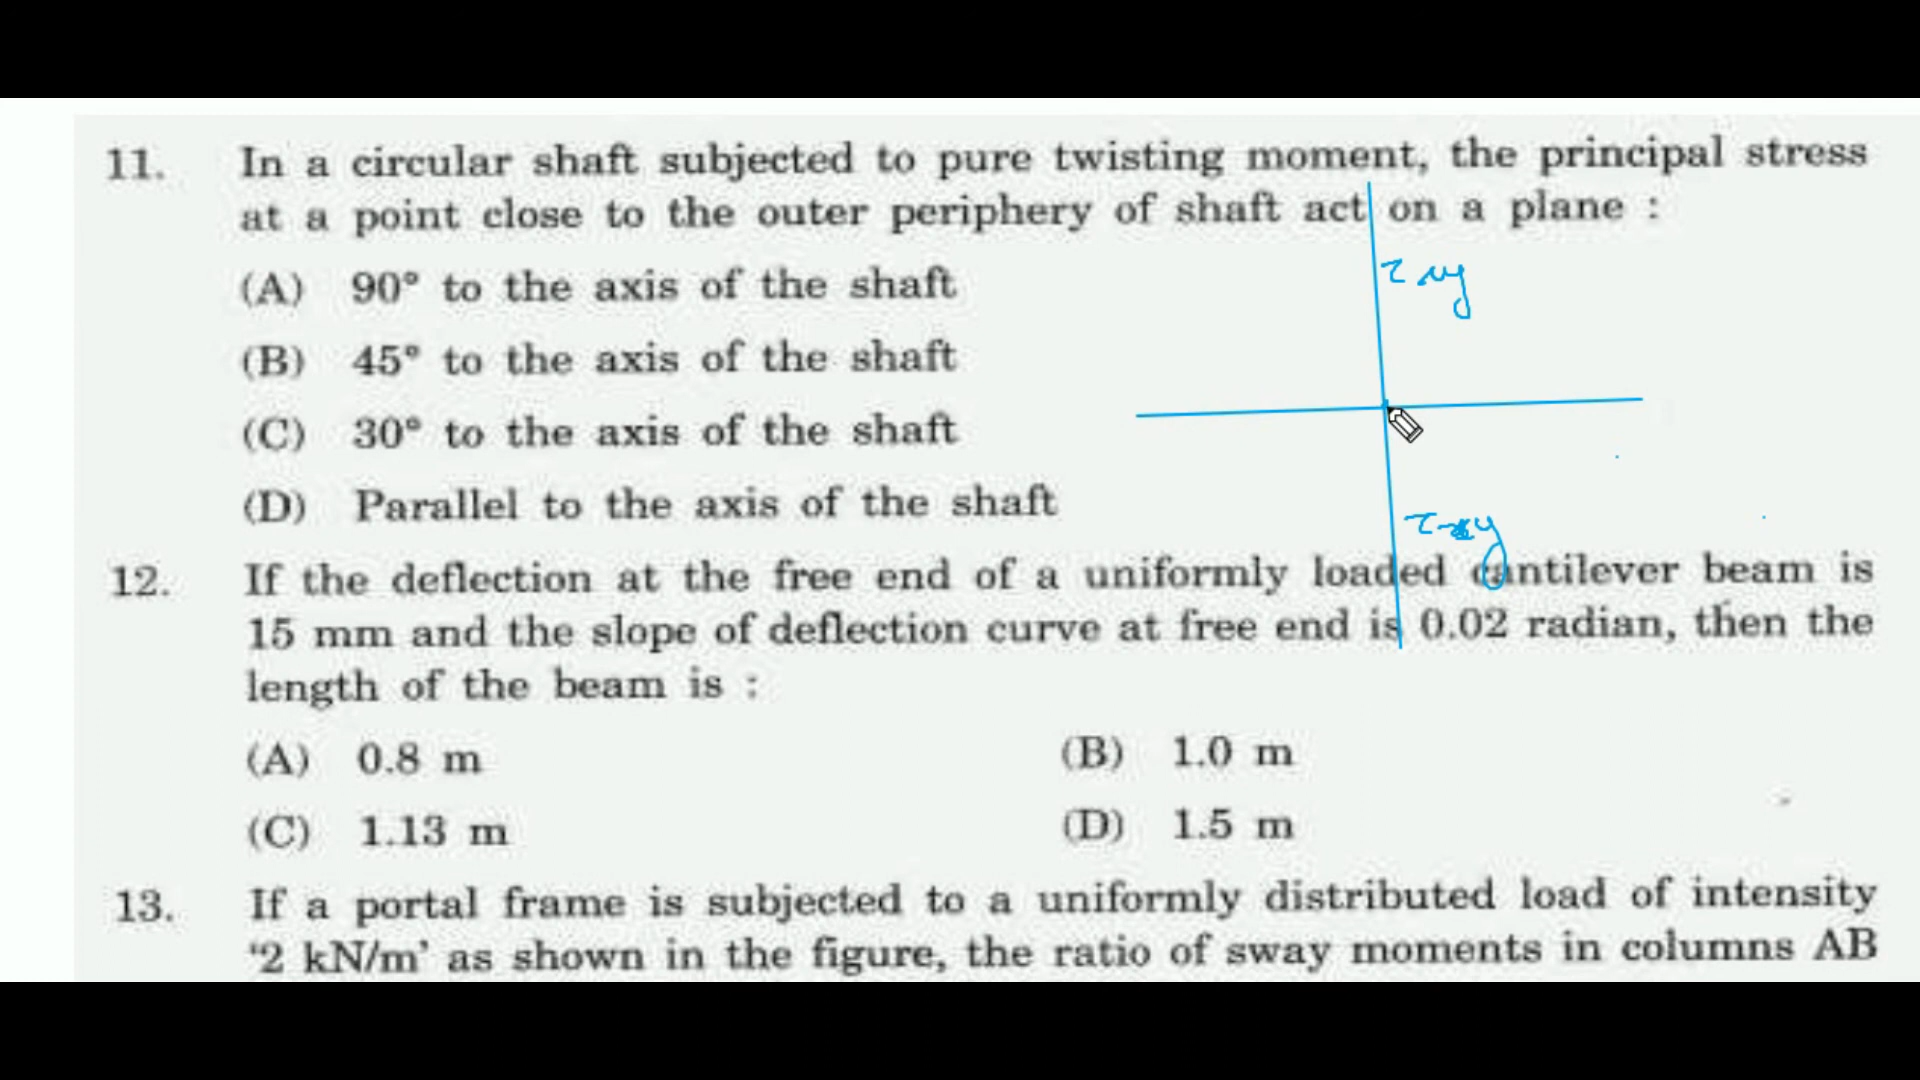 11. In a circular shaft subjected to pure twisting moment, the principal stress
at a point close to the outer periphery of shaft act on a plane :
(A) 90° to the axis of the shaft
τxy
(B) 45° to the axis of the shaft
(C) 30° to the axis of the shaft
(D) Parallel to the axis of the shaft
τxy
12. If the deflection at the free end of a uniformly loaded cantilever beam is
15 mm and the slope of deflection curve at free end is 0.02 radian, then the
length of the beam is :
(A) 0.8 m (B) 1.0 m
(C) 1.13 m (D) 1.5 m
13. If a portal frame is subjected to a uniformly distributed load of intensity
‘2 kN/m’ as shown in the figure, the ratio of sway moments in columns AB